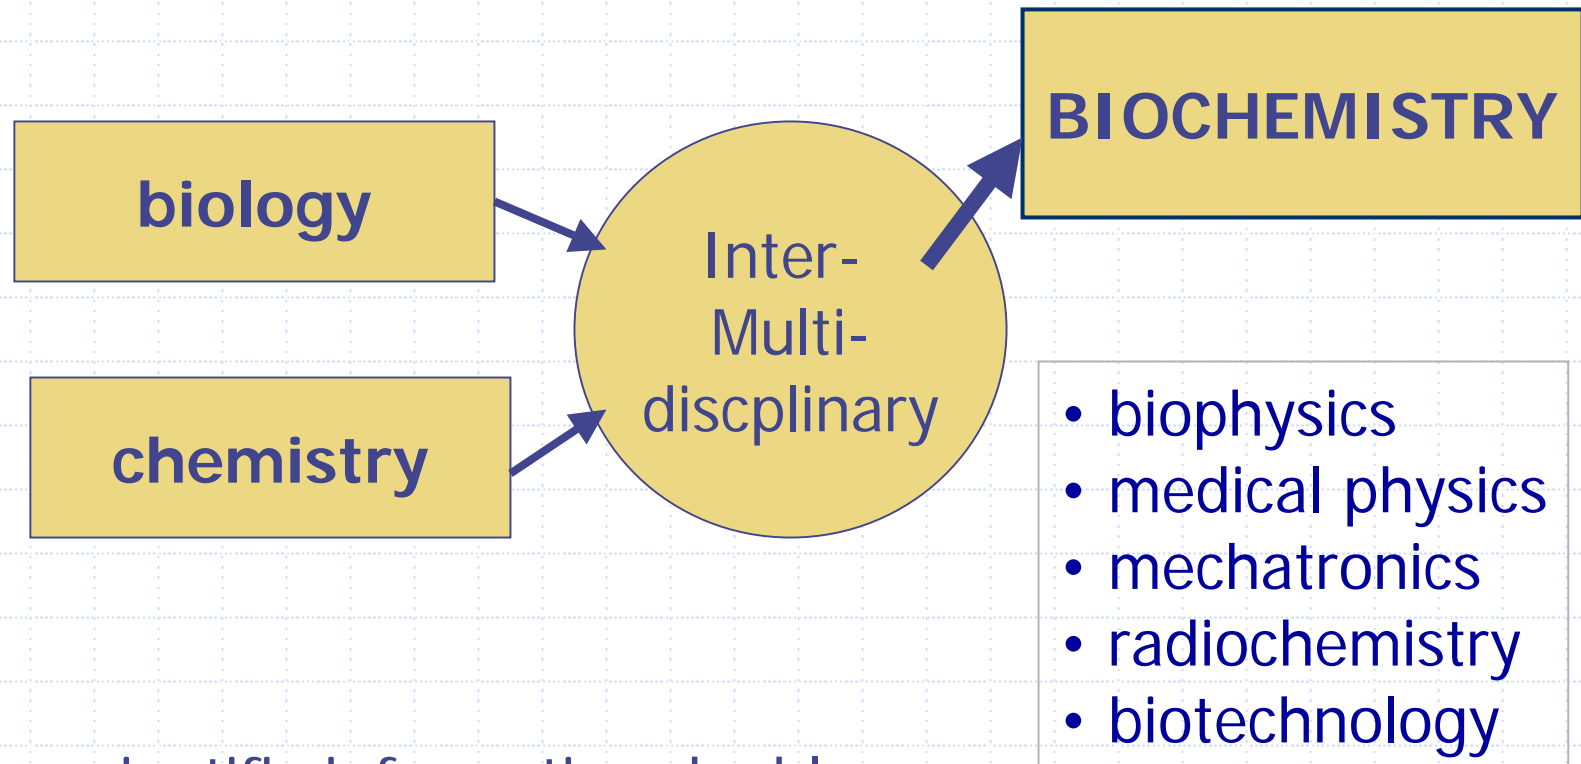 BIOCHEMISTRY
biology
Inter-
Multi-
discplinary
chemistry
• biophysics
• medical physics
• mechatronics
• radiochemistry
• biotechnology